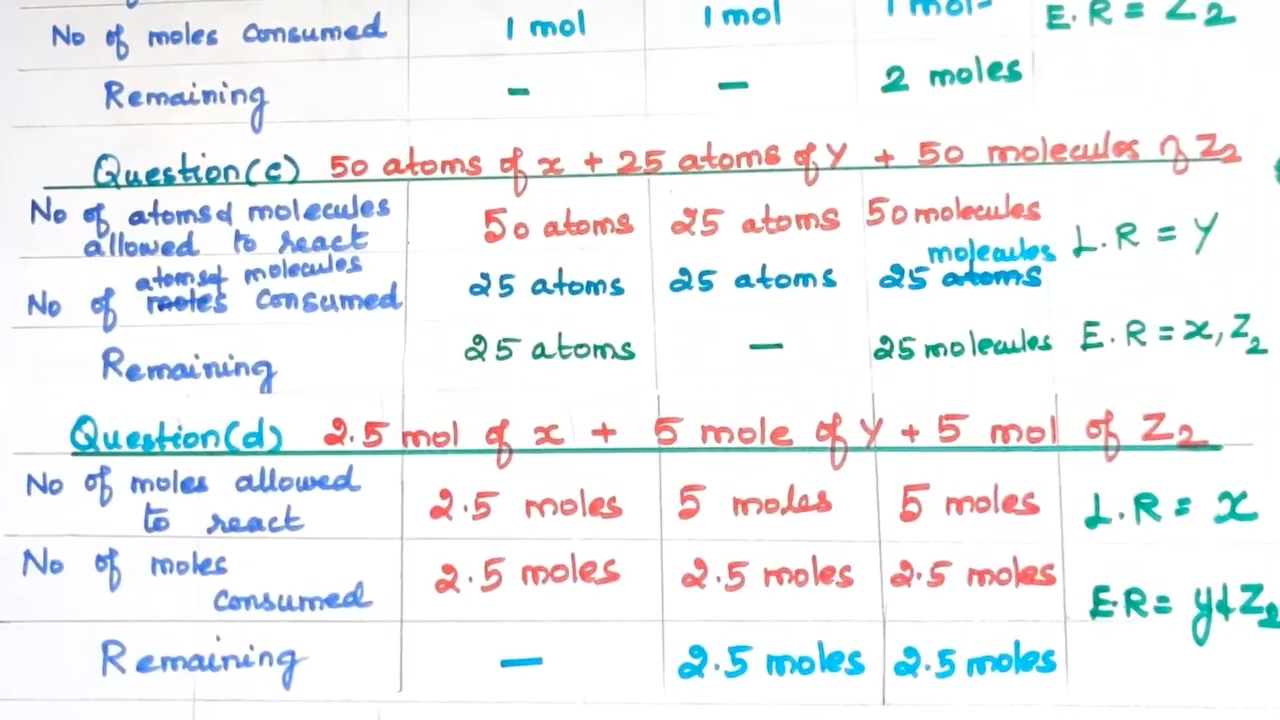 No of moles consumed 1 mol 1 mol 1 mol E.R = Z2
Remaining – – 2 moles
Question(c) 50 atoms of x + 25 atoms of y + 50 molecules of Z2
No of atoms & molecules allowed to react 50 atoms 25 atoms 50 molecules L.R = y
No of moles atoms & molecules consumed 25 atoms 25 atoms 25 atoms molecules
Remaining 25 atoms – 25 molecules E.R = x, Z2
Question(d) 2.5 mol of x + 5 mole of y + 5 mol of Z2
No of moles allowed to react 2.5 moles 5 moles 5 moles L.R = x
No of moles consumed 2.5 moles 2.5 moles 2.5 moles E.R = y & Z2
Remaining – 2.5 moles 2.5 moles